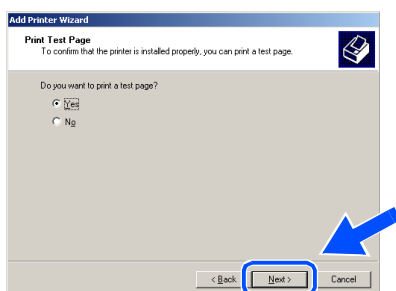 Add Printer Wizard
Print Test Page
To confirm that the printer is installed properly, you can print a test page.
Do you want to print a test page?
Yes
No
< Back Next > Cancel